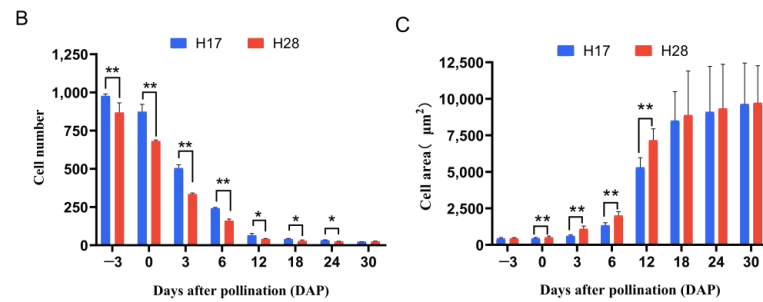 B
H17 H28
1,250
1,000
750
500
250
0
Cell number
** ** ** ** * * *
−3 0 3 6 12 18 24 30
Days after pollination (DAP)
C
H17 H28
12,500
10,000
7,500
5,000
2,500
0
Cell area( μm²)
** ** ** **
−3 0 3 6 12 18 24 30
Days after pollination (DAP)